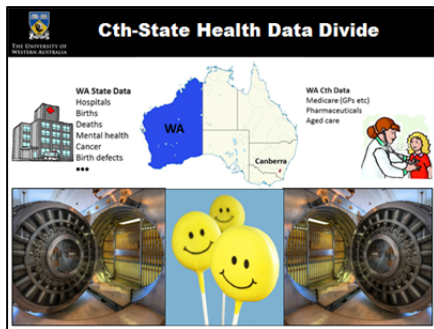 Cth-State Health Data Divide
THE UNIVERSITY OF
WESTERN AUSTRALIA
WA State Data
Hospitals
Births
Deaths
Mental health
Cancer
Birth defects
•••
WA
Canberra
WA Cth Data
Medicare (GPs etc)
Pharmaceuticals
Aged care